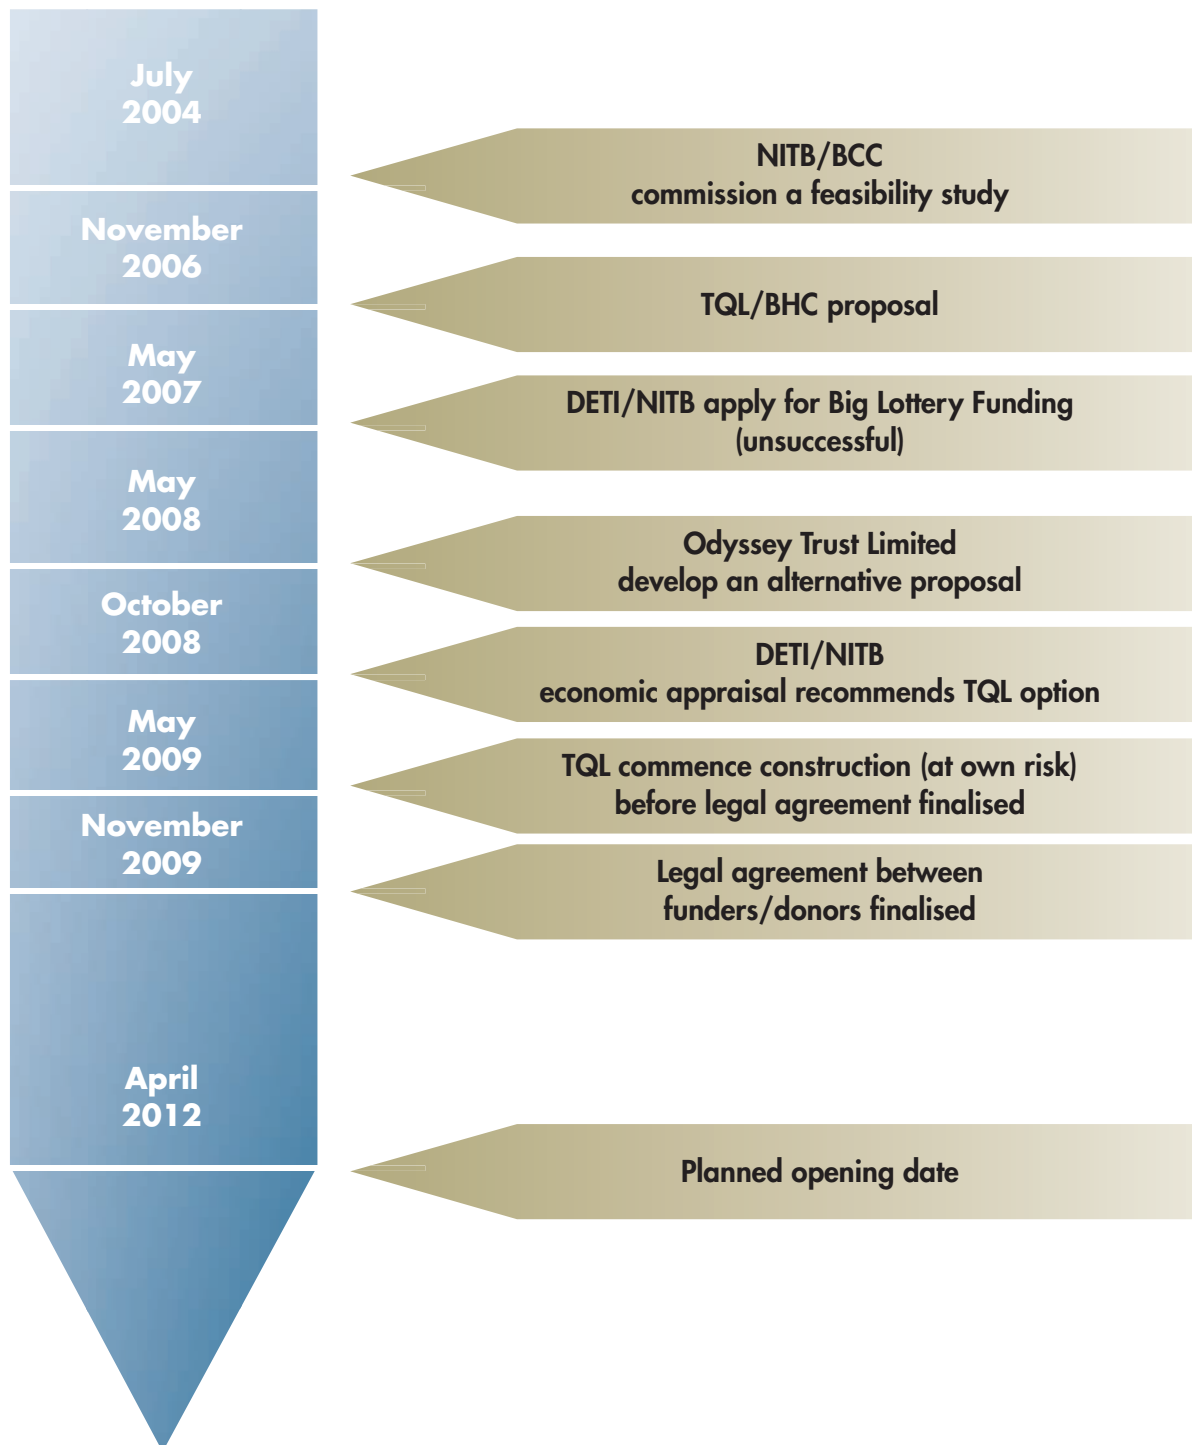 July
2004
NITB/BCC
commission a feasibility study
November
2006
TQL/BHC proposal
May
2007
DETI/NITB apply for Big Lottery Funding
(unsuccessful)
May
2008
Odyssey Trust Limited
develop an alternative proposal
October
2008
DETI/NITB
economic appraisal recommends TQL option
May
2009
TQL commence construction (at own risk)
before legal agreement finalised
November
2009
Legal agreement between
funders/donors finalised
April
2012
Planned opening date